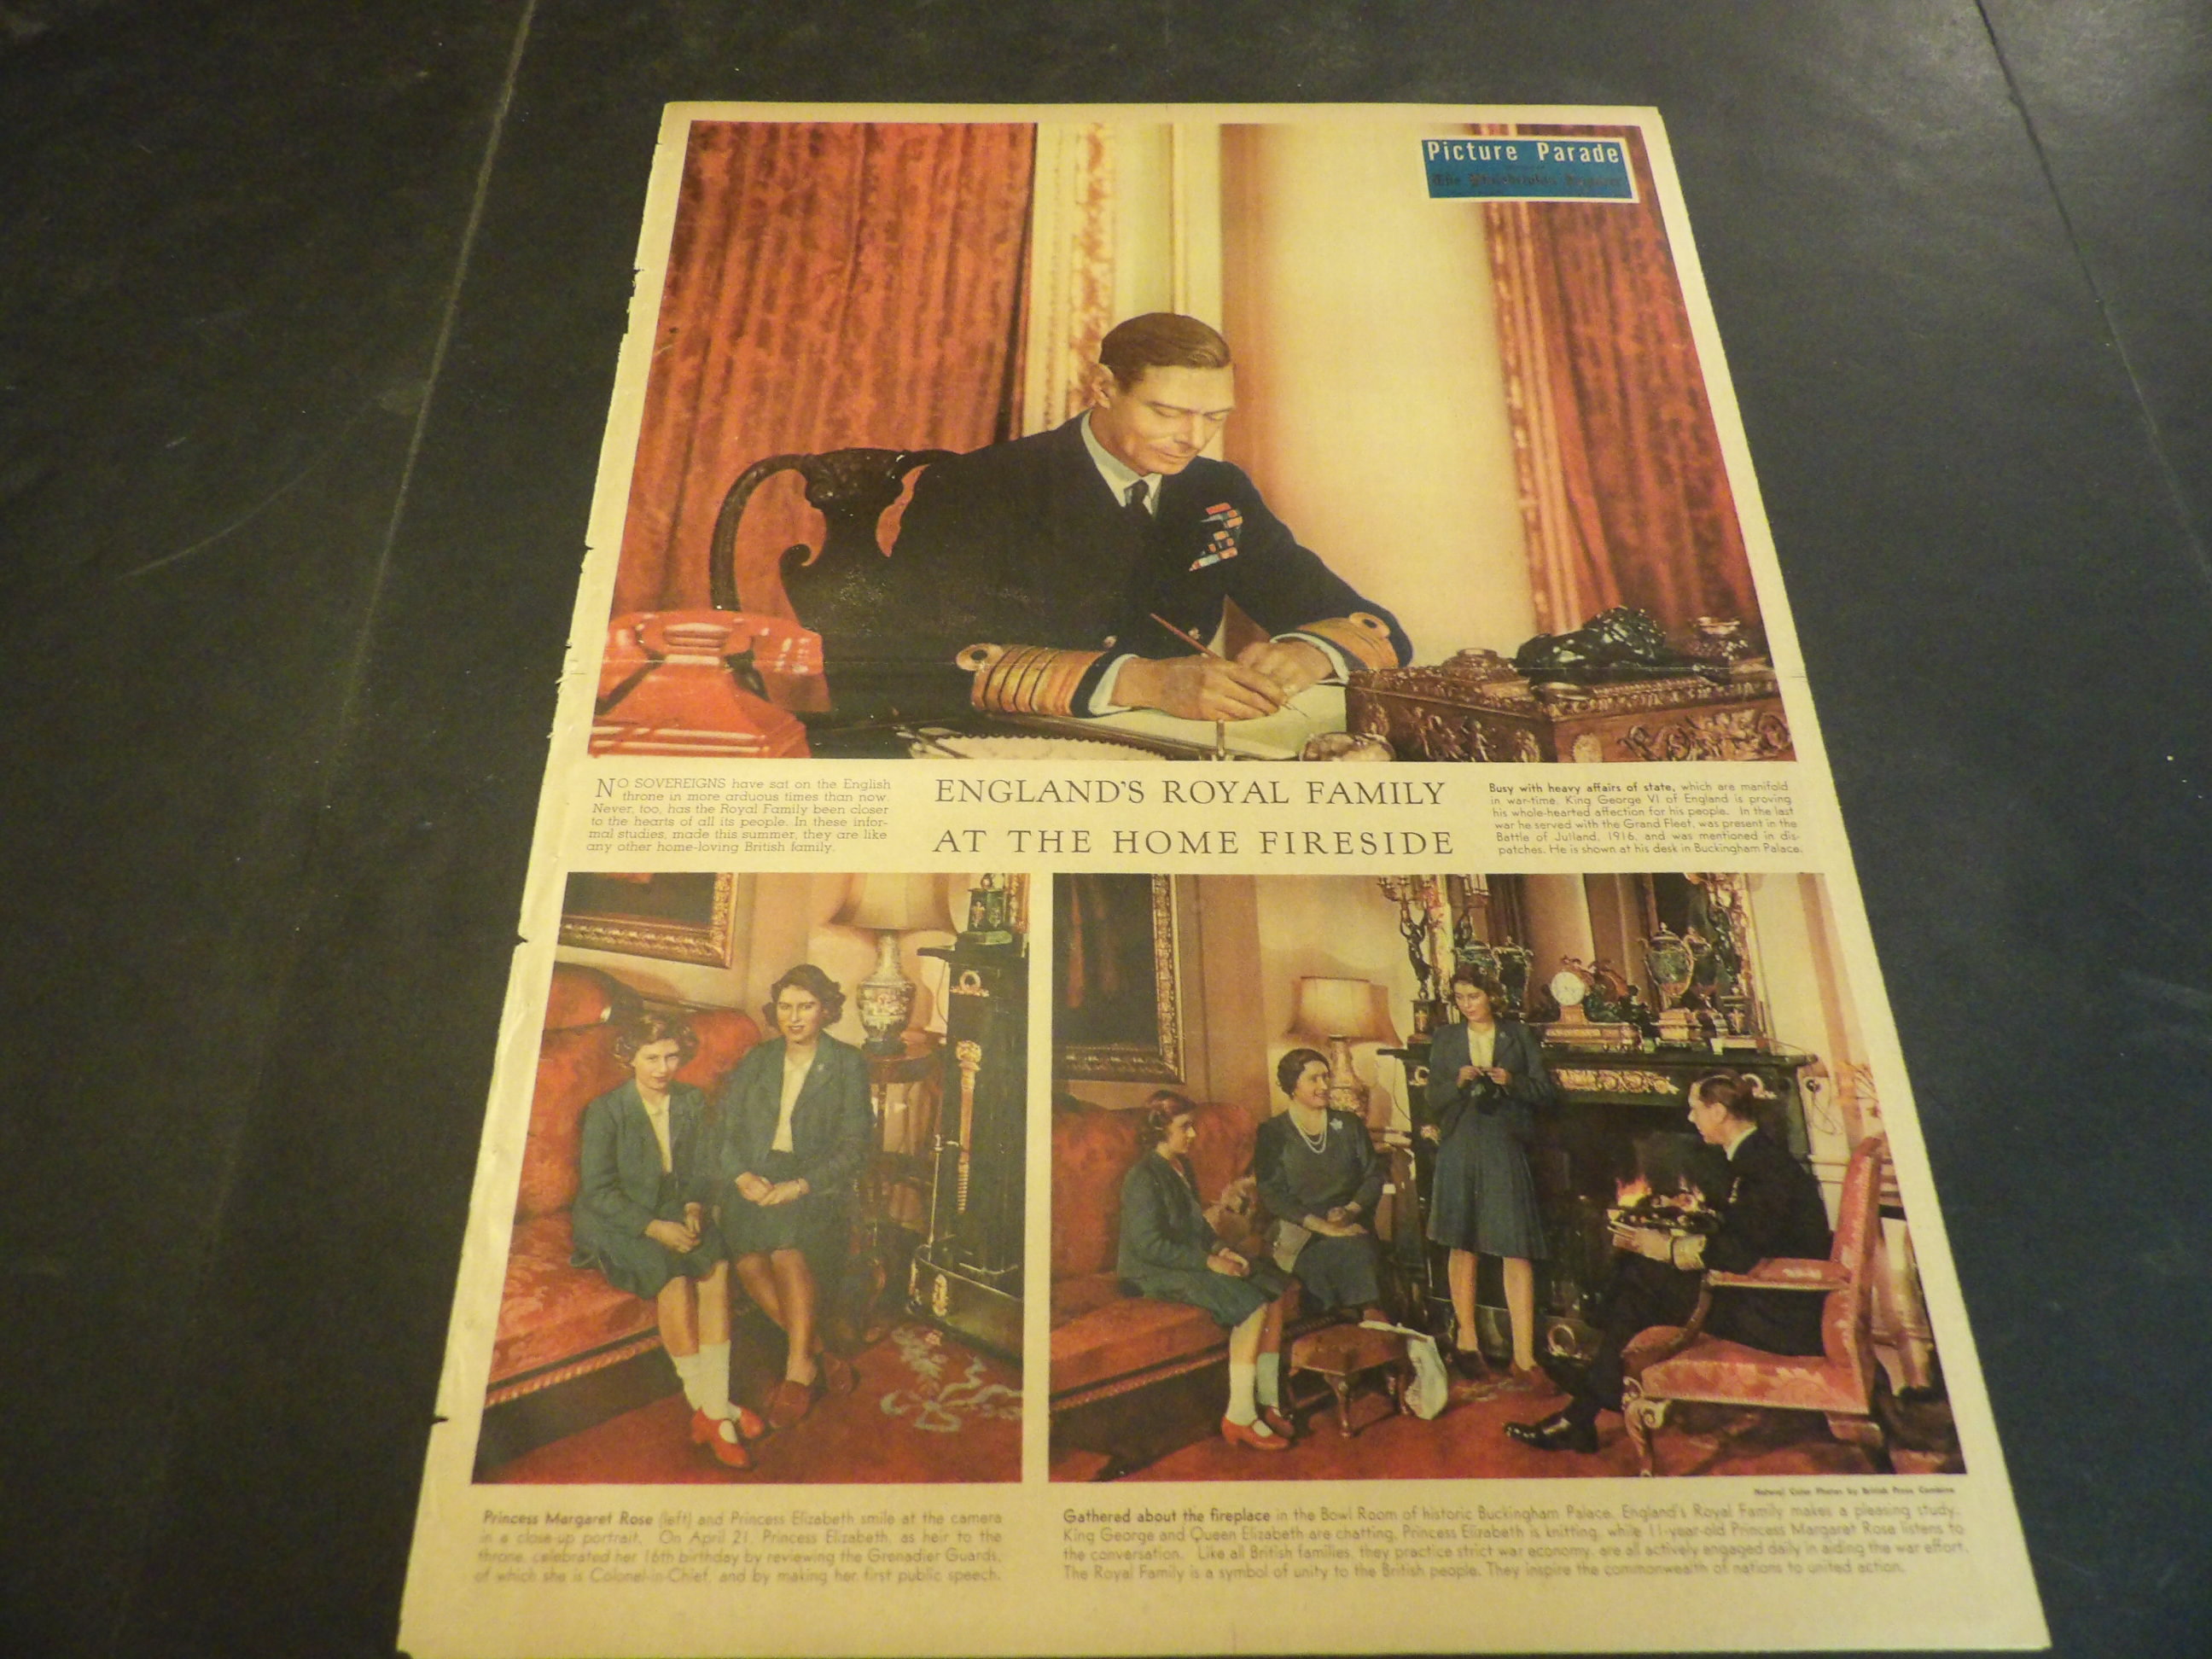 Picture Parade
The Philadelphia Inquirer
NO SOVEREIGNS have sat on the English
throne in more arduous times than now.
Never, too, has the Royal Family been closer
to the hearts of all its people. In these infor-
mal studies, made this summer, they are like
any other home-loving British family.
ENGLAND'S ROYAL FAMILY
AT THE HOME FIRESIDE
Busy with heavy affairs of state, which are manifold
in war-time, King George VI of England is proving
his whole-hearted affection for his people. In the last
war he served with the Grand Fleet, was present in the
Battle of Jutland, 1916, and was mentioned in dis-
patches. He is shown at his desk in Buckingham Palace.
Natural Color Photos by British Press Combine
Princess Margaret Rose (left) and Princess Elizabeth smile at the camera
in a close-up portrait. On April 21, Princess Elizabeth, as heir to the
throne, celebrated her 16th birthday by reviewing the Grenadier Guards,
of which she is Colonel-in-Chief, and by making her first public speech.
Gathered about the fireplace in the Bowl Room of historic Buckingham Palace, England's Royal Family makes a pleasing study.
King George and Queen Elizabeth are chatting, Princess Elizabeth is knitting, while 11-year-old Princess Margaret Rose listens to
the conversation. Like all British families, they practice strict war economy, are all actively engaged daily in aiding the war effort.
The Royal Family is a symbol of unity to the British people. They inspire the commonwealth of nations to united action.